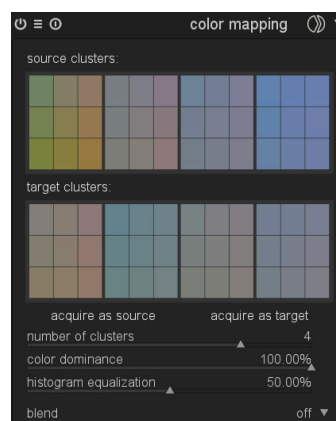 color mapping
source clusters:
target clusters:
acquire as source acquire as target
number of clusters 4
color dominance 100.00%
histogram equalization 50.00%
blend off